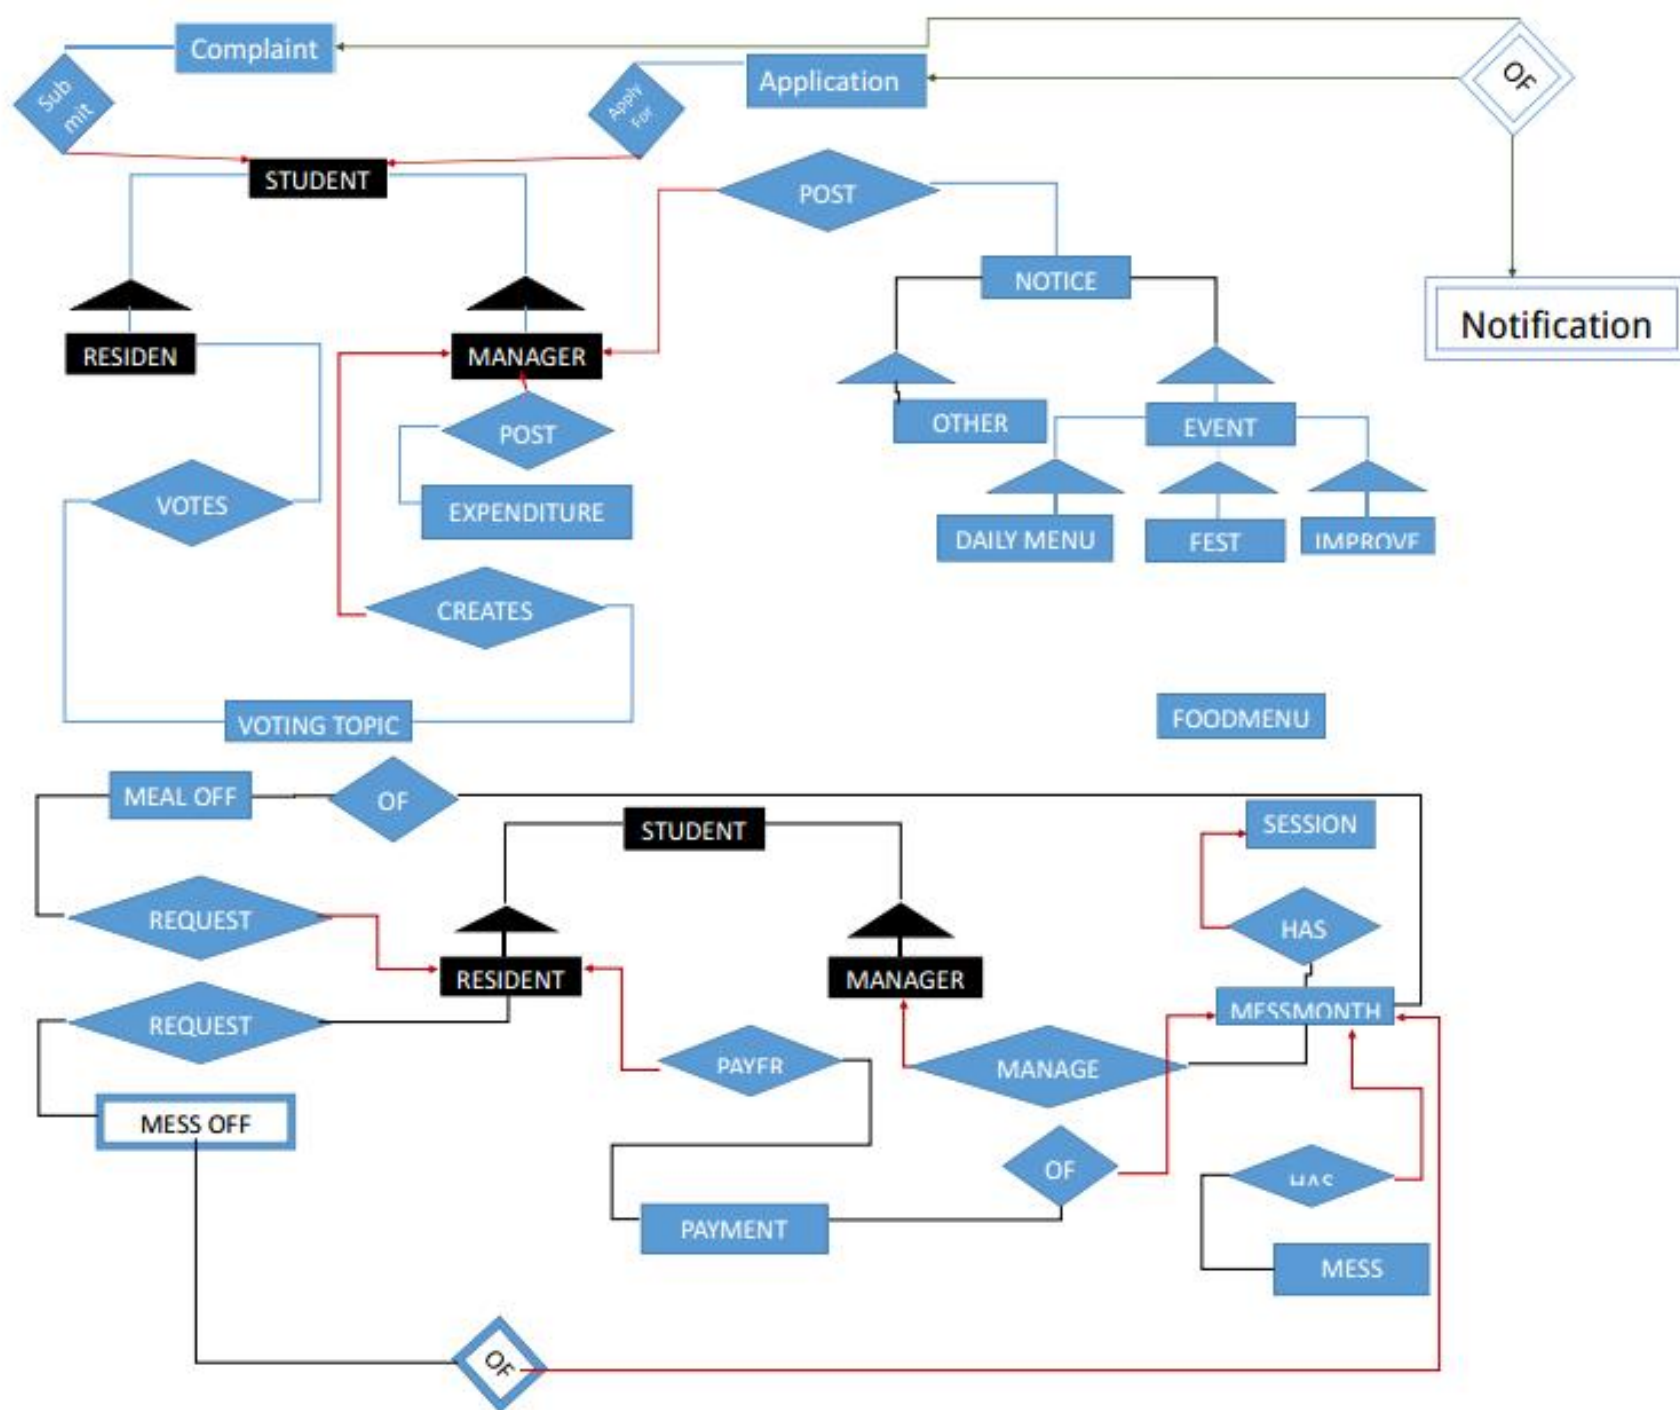 Complaint
Application
OF
Sub
mit
Apply
For
STUDENT
POST
NOTICE
Notification
RESIDEN
MANAGER
OTHER
EVENT
POST
VOTES
EXPENDITURE
DAILY MENU
FEST
IMPROVE
CREATES
VOTING TOPIC
FOODMENU
MEAL OFF
OF
STUDENT
SESSION
REQUEST
HAS
RESIDENT
MANAGER
MESSMONTH
REQUEST
PAYER
MANAGE
MESS OFF
OF
HAS
PAYMENT
MESS
OF